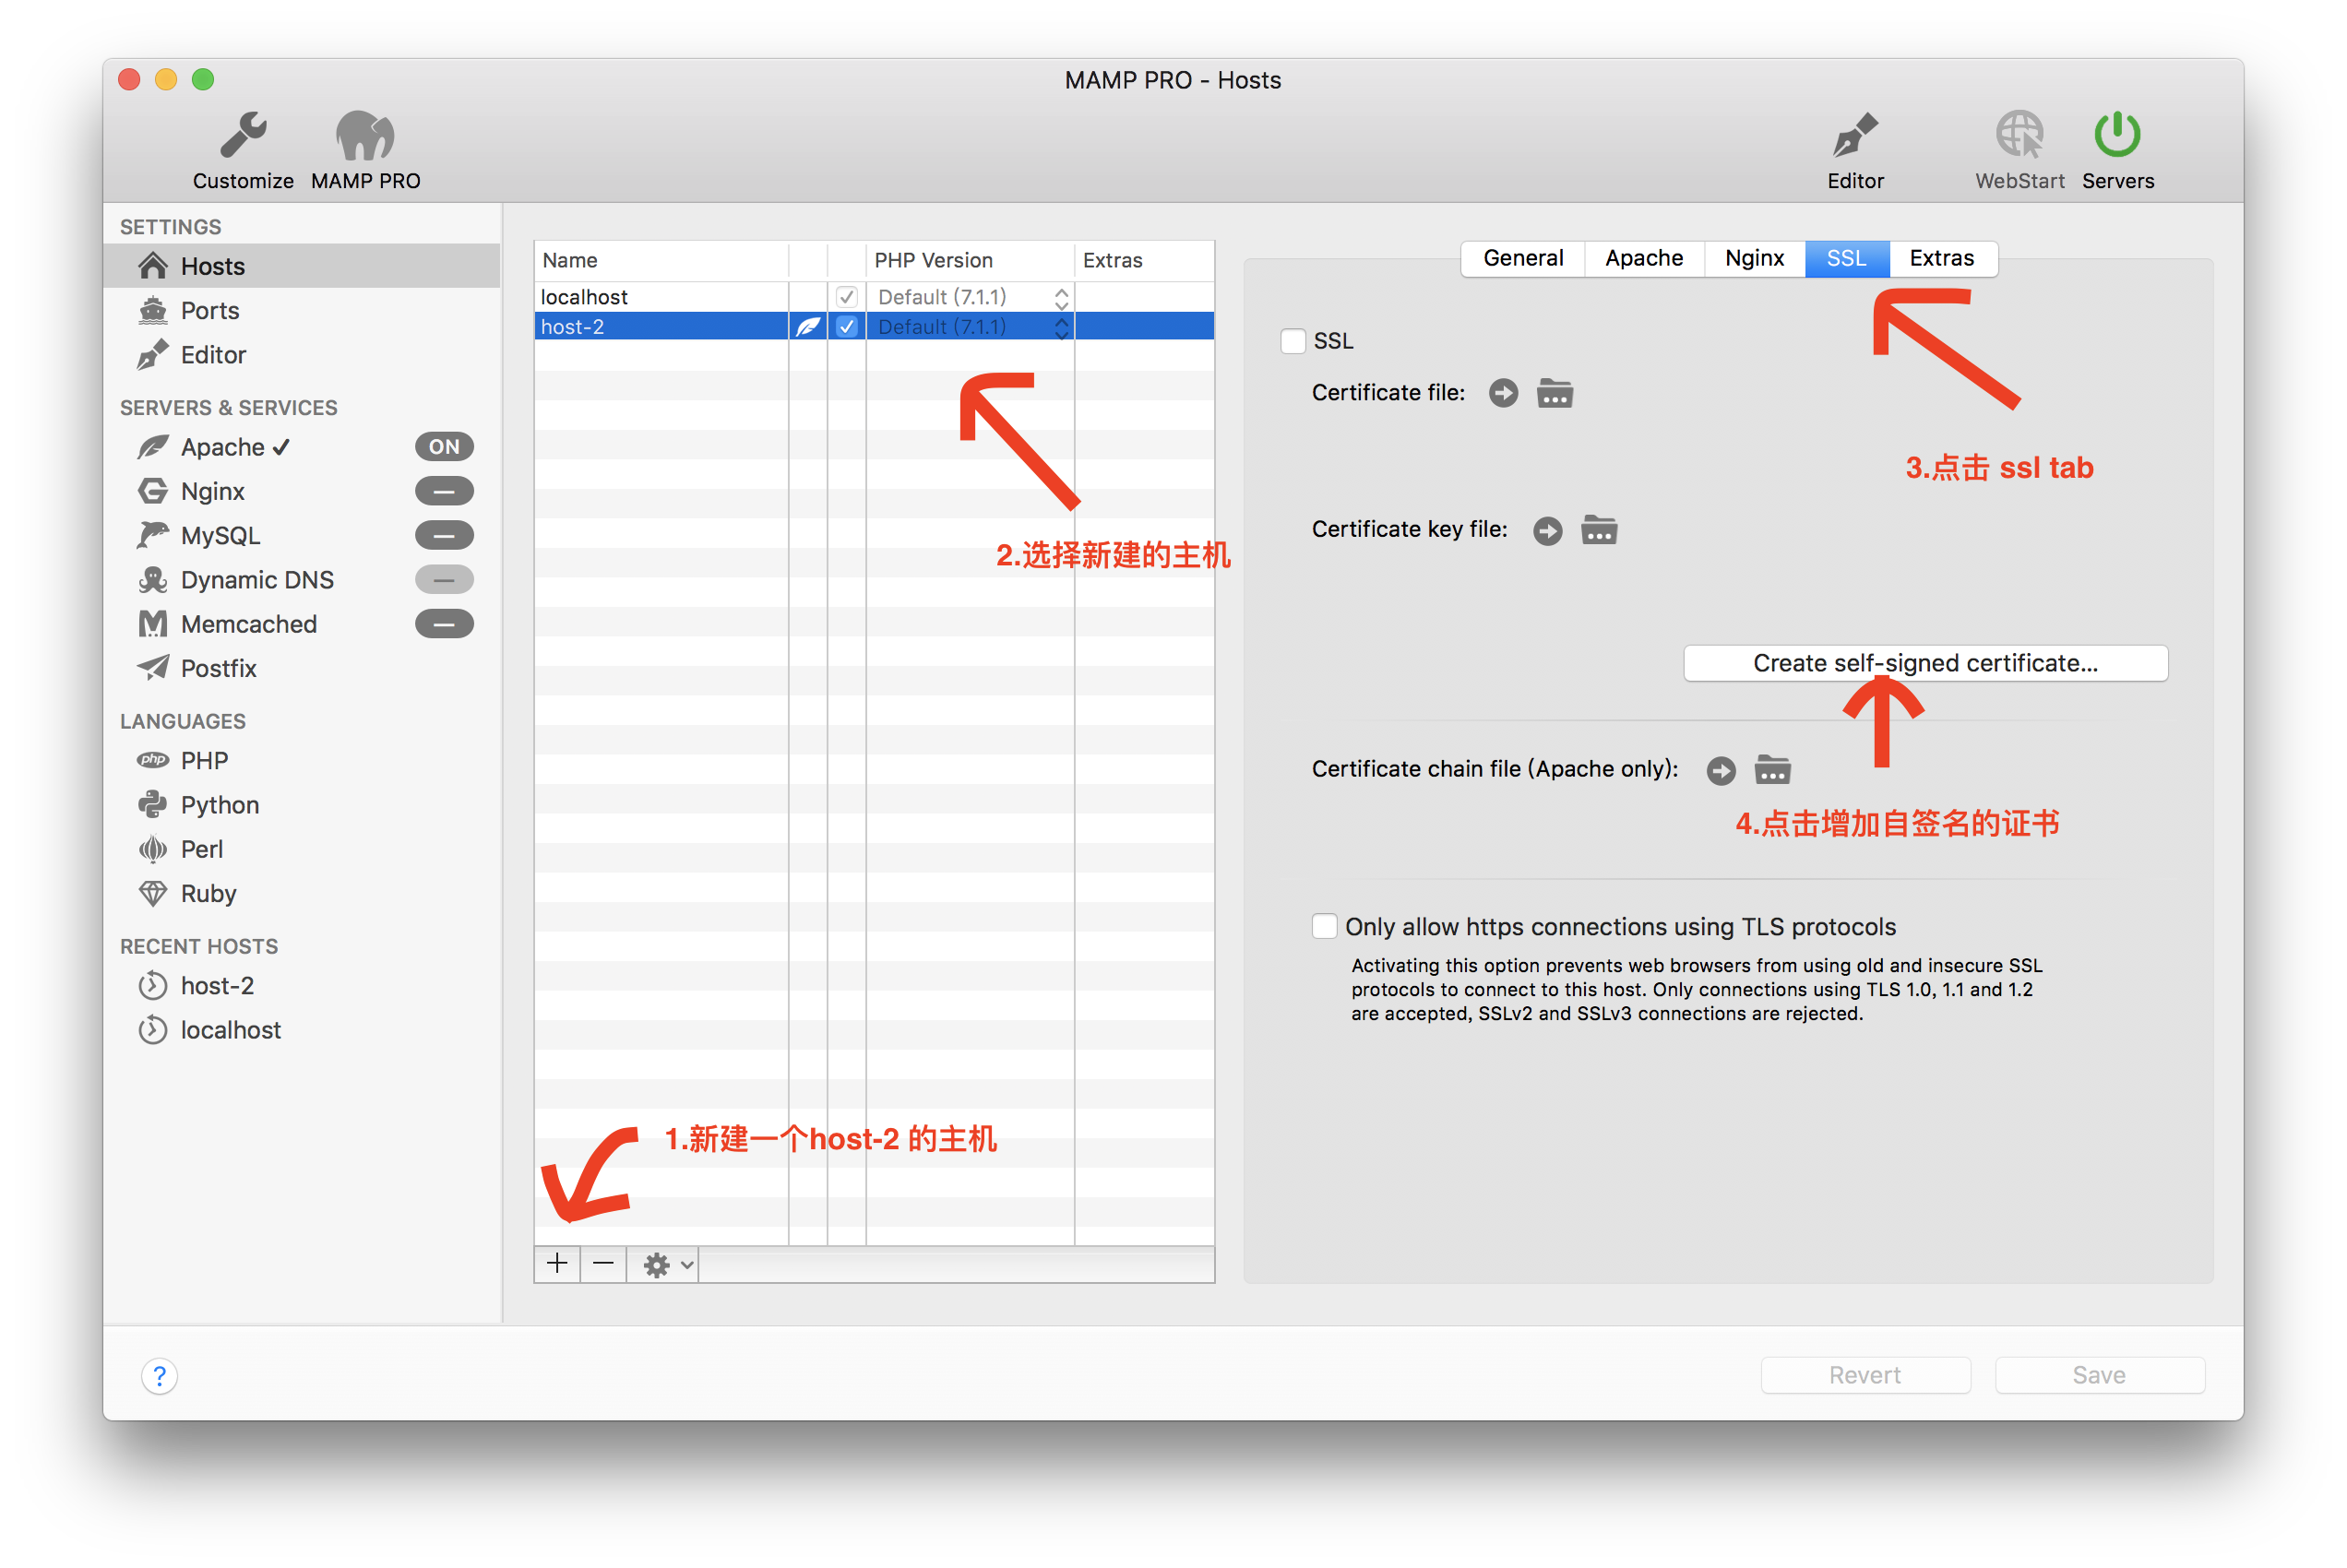 MAMP PRO - Hosts
Customize
MAMP PRO
Editor
WebStart
Servers
SETTINGS
Hosts
Ports
Editor
SERVERS & SERVICES
Apache ✓
ON
Nginx
MySQL
Dynamic DNS
Memcached
Postfix
LANGUAGES
php
PHP
Python
Perl
Ruby
RECENT HOSTS
host-2
localhost
Name
PHP Version
Extras
localhost
Default (7.1.1)
host-2
Default (7.1.1)
2.选择新建的主机
1.新建一个host-2 的主机
General
Apache
Nginx
SSL
Extras
SSL
Certificate file:
3.点击 ssl tab
Certificate key file:
Create self-signed certificate...
Certificate chain file (Apache only):
4.点击增加自签名的证书
Only allow https connections using TLS protocols
Activating this option prevents web browsers from using old and insecure SSL
protocols to connect to this host. Only connections using TLS 1.0, 1.1 and 1.2
are accepted, SSLv2 and SSLv3 connections are rejected.
?
Revert
Save